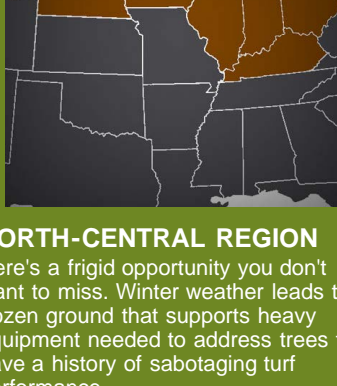 ORTH-CENTRAL REGION
ere's a frigid opportunity you don't
ant to miss. Winter weather leads t
ozen ground that supports heavy
quipment needed to address trees t
ave a history of sabotaging turf
erformance